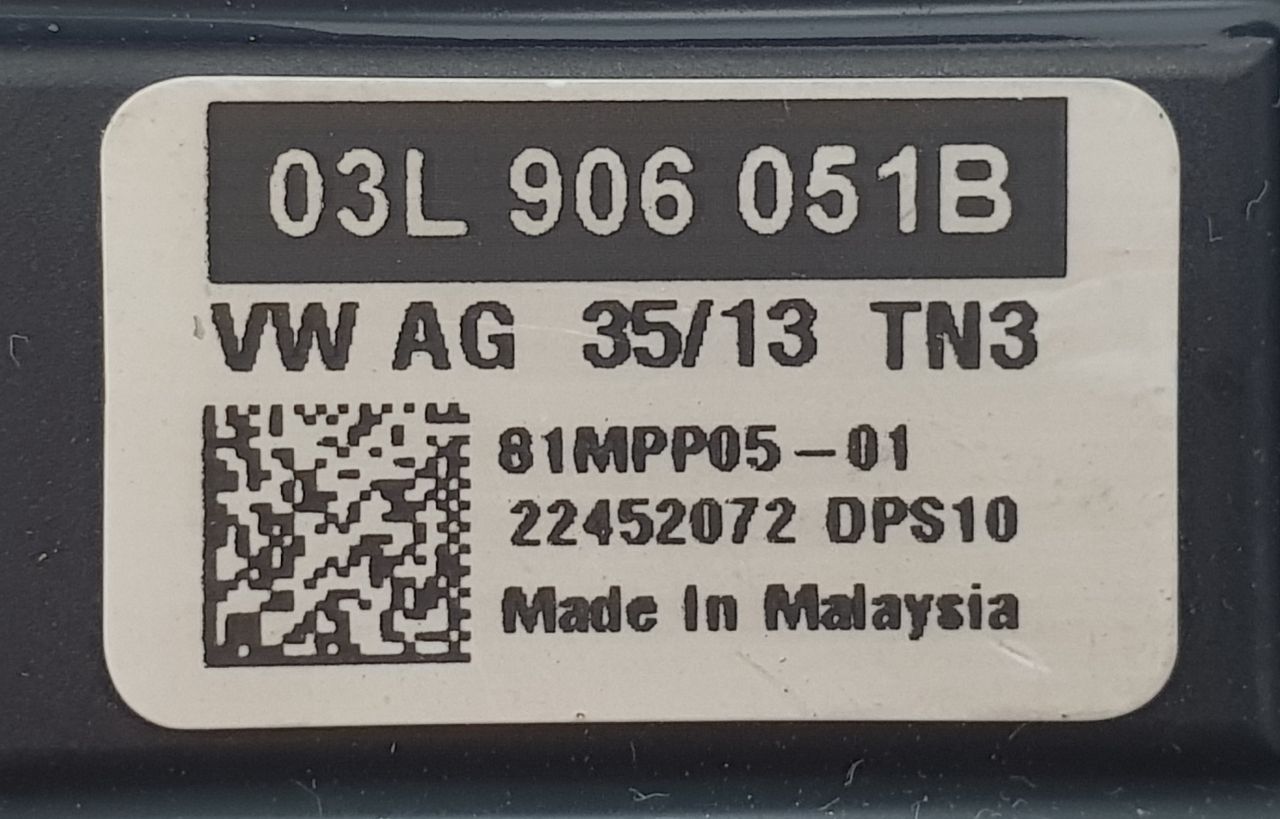 03L 906 051B
VW AG 35/13 TN3
81MPP05-01
22452072 DPS10
Made In Malaysia